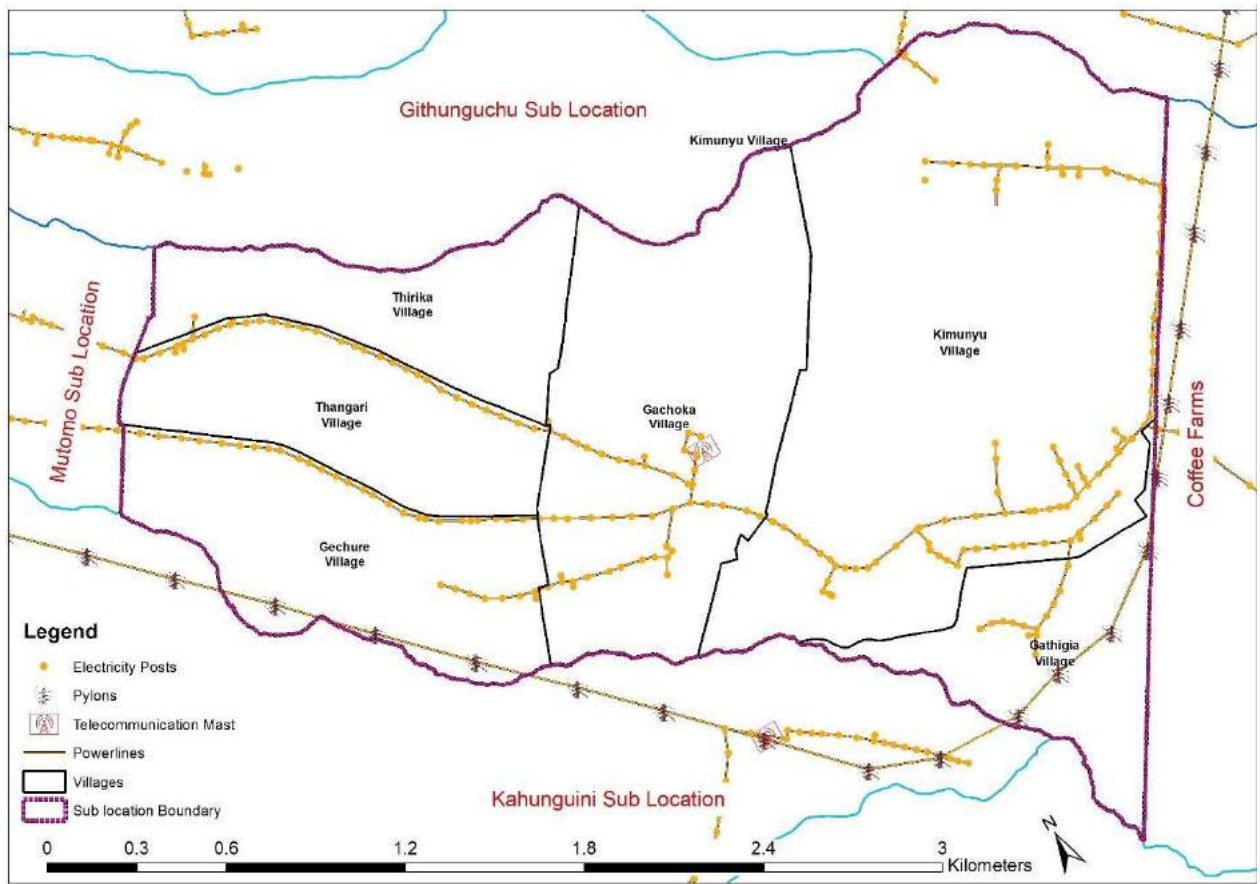 Githunguchu Sub Location
Kimunyu Village
Thirika
Village
Kimunyu
Village
Mutomo Sub Location
Thangari
Village
Gachoka
Village
Coffee Farms
Gechure
Village
Gathigia
Village
Legend
Electricity Posts
Pylons
Telecommunication Mast
Powerlines
Villages
Sub location Boundary
Kahunguini Sub Location
N
0 0.3 0.6 1.2 1.8 2.4 3
Kilometers